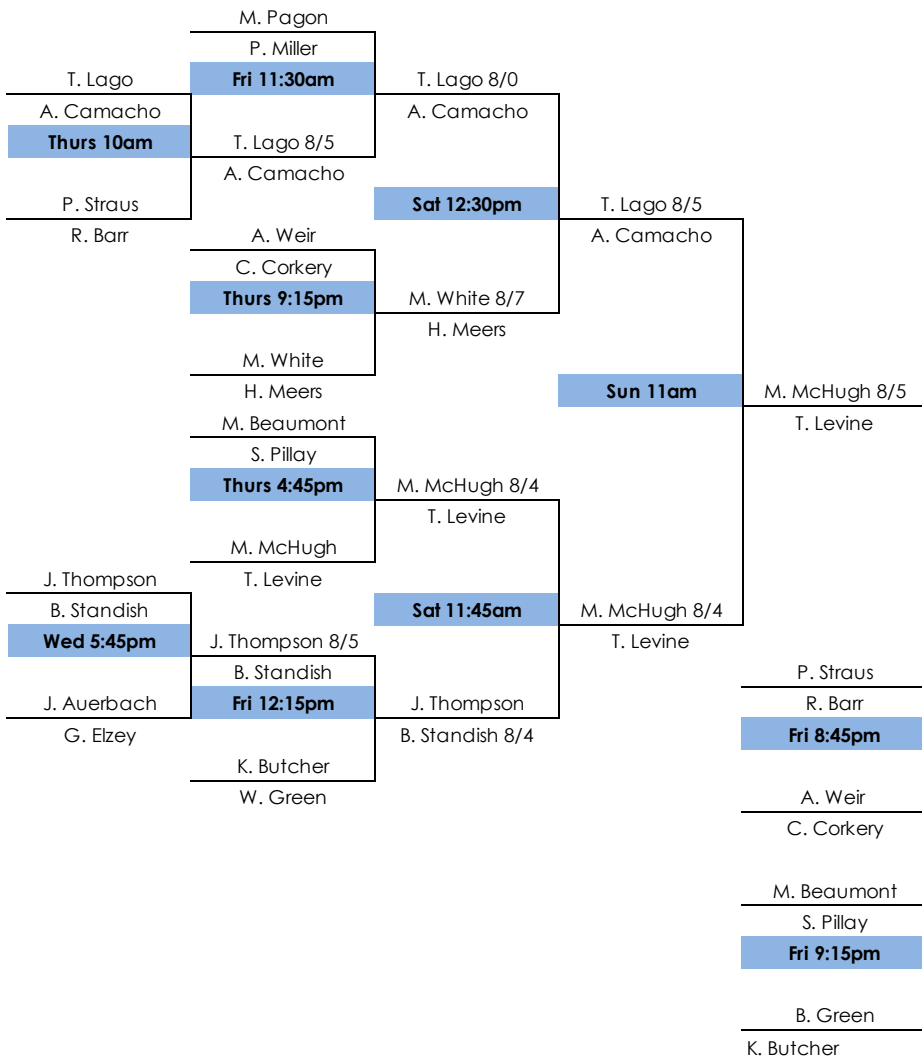 M. Pagon
P. Miller
T. Lago
Fri 11:30am
T. Lago 8/0
A. Camacho
A. Camacho
Thurs 10am
T. Lago 8/5
A. Camacho
P. Straus
Sat 12:30pm
T. Lago 8/5
R. Barr
A. Weir
A. Camacho
C. Corkery
Thurs 9:15pm
M. White 8/7
H. Meers
M. White
H. Meers
Sun 11am
M. McHugh 8/5
M. Beaumont
T. Levine
S. Pillay
Thurs 4:45pm
M. McHugh 8/4
T. Levine
M. McHugh
J. Thompson
T. Levine
B. Standish
Sat 11:45am
M. McHugh 8/4
Wed 5:45pm
J. Thompson 8/5
T. Levine
B. Standish
P. Straus
J. Auerbach
Fri 12:15pm
J. Thompson
R. Barr
G. Elzey
B. Standish 8/4
Fri 8:45pm
K. Butcher
W. Green
A. Weir
C. Corkery
M. Beaumont
S. Pillay
Fri 9:15pm
B. Green
K. Butcher